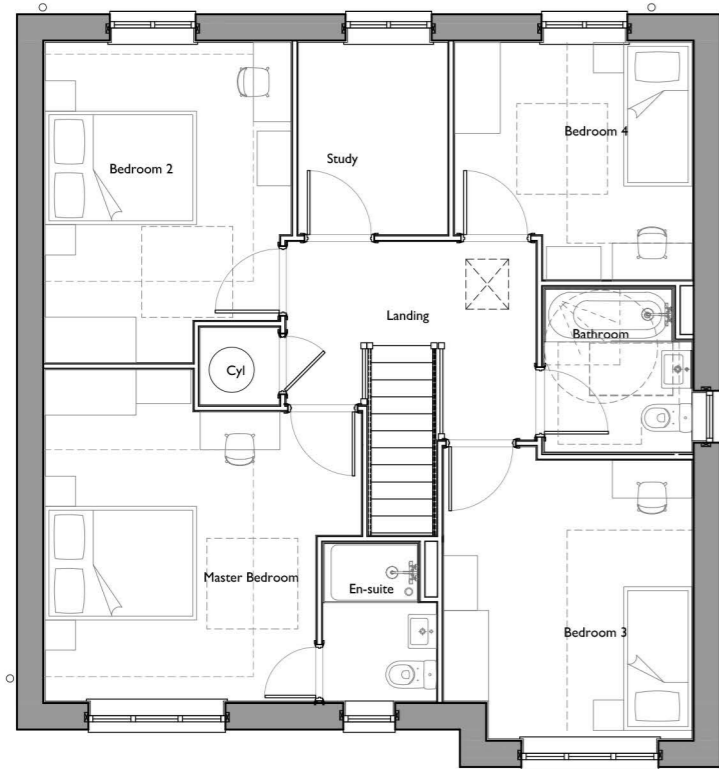 Bedroom 4
Study
Bedroom 2
Landing
Bathroom
Cyl
Master Bedroom
En-suite
Bedroom 3